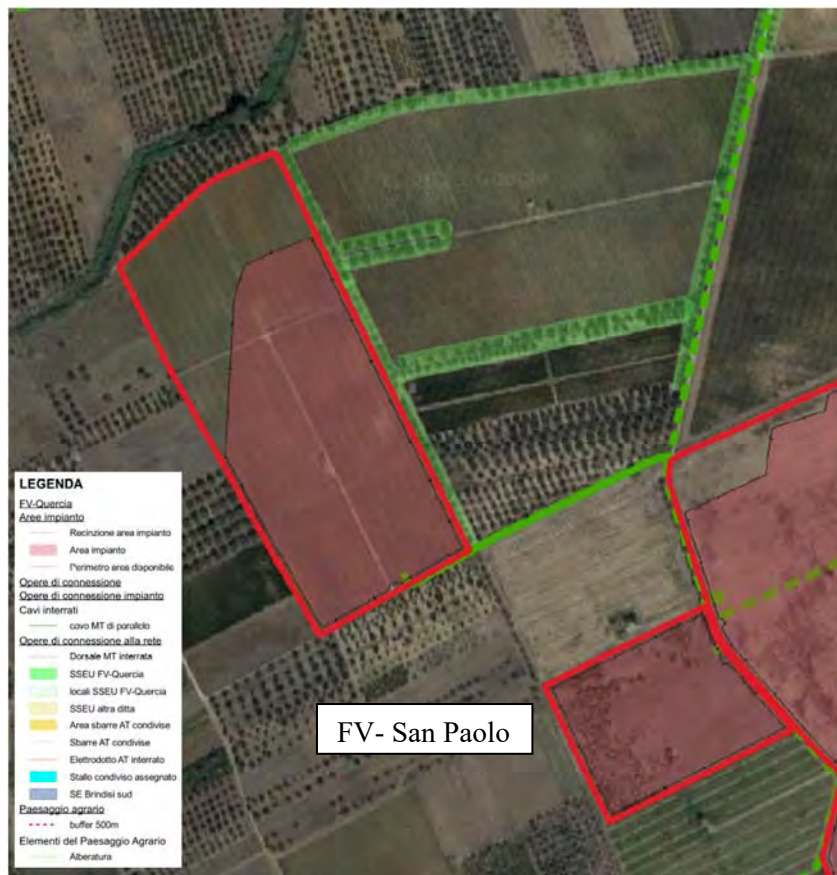 LEGENDA
FV-Quercia
Aree impianto
Recinzione area impianto
Area impianto
Perimetro area disponibile
Opere di connessione
Opere di connessione impianto
Cavi interrati
cavo MT di parallelo
Opere di connessione alla rete
Dorsale MT interrata
SSEU FV-Quercia
locali SSEU FV-Quercia
SSEU altra ditta
Area sbarre AT condivise
Sbarre AT condivise
Elettrodotto AT interrato
Stallo condiviso assegnato
SE Brindisi sud
Paesaggio agrario
buffer 500m
Elementi del Paesaggio Agrario
Alberatura
FV- San Paolo